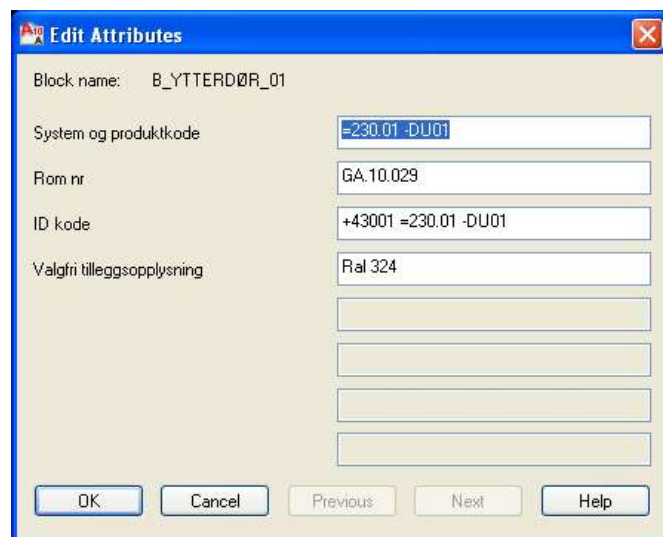 Edit Attributes
Block name: B_YTTERDØR_01
System og produktkode =230.01 -DU01
Rom nr GA.10.029
ID kode +43001 =230.01 -DU01
Valgfri tilleggsopplysning Ral 324
OK Cancel Previous Next Help